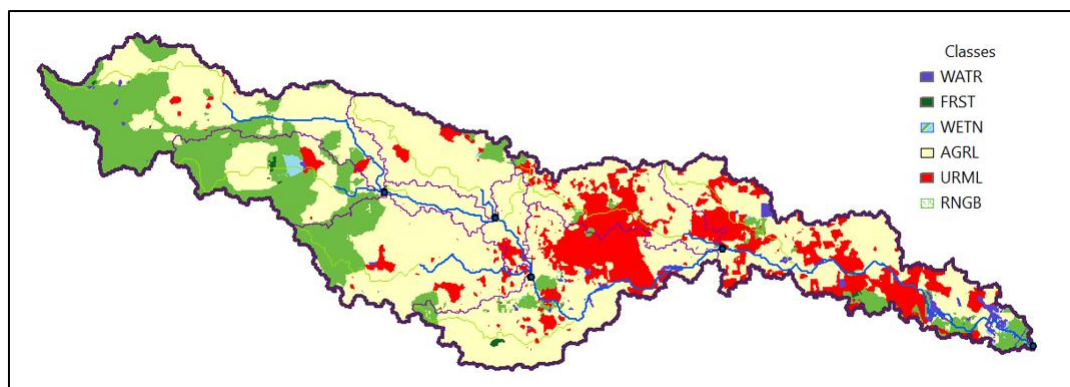 Classes
WATR
FRST
WETN
AGRL
URML
RNGB